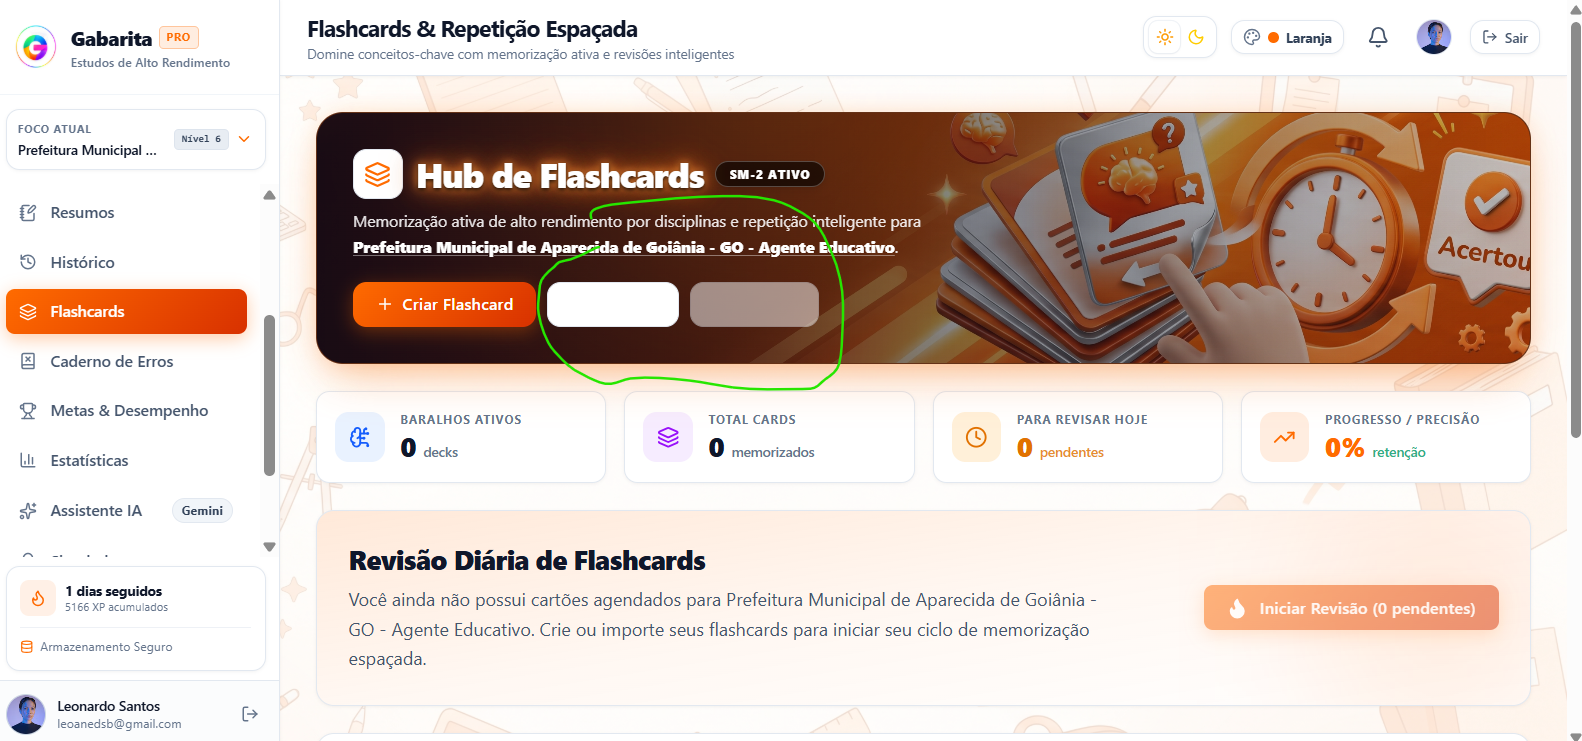 Gabarita PRO
Estudos de Alto Rendimento
Flashcards & Repetição Espaçada
Domine conceitos-chave com memorização ativa e revisões inteligentes
Laranja
Sair
FOCO ATUAL
Prefeitura Municipal ...
Nível 6
Resumos
Histórico
Flashcards
Caderno de Erros
Metas & Desempenho
Estatísticas
Assistente IA Gemini
1 dias seguidos
5166 XP acumulados
Armazenamento Seguro
Leonardo Santos
leoanedsb@gmail.com
Hub de Flashcards SM-2 ATIVO
Memorização ativa de alto rendimento por disciplinas e repetição inteligente para
Prefeitura Municipal de Aparecida de Goiânia - GO - Agente Educativo.
+ Criar Flashcard
?
Acertou
BARALHOS ATIVOS
0 decks
TOTAL CARDS
0 memorizados
PARA REVISAR HOJE
0 pendentes
PROGRESSO / PRECISÃO
0% retenção
Revisão Diária de Flashcards
Você ainda não possui cartões agendados para Prefeitura Municipal de Aparecida de Goiânia -
GO - Agente Educativo. Crie ou importe seus flashcards para iniciar seu ciclo de memorização
espaçada.
Iniciar Revisão (0 pendentes)